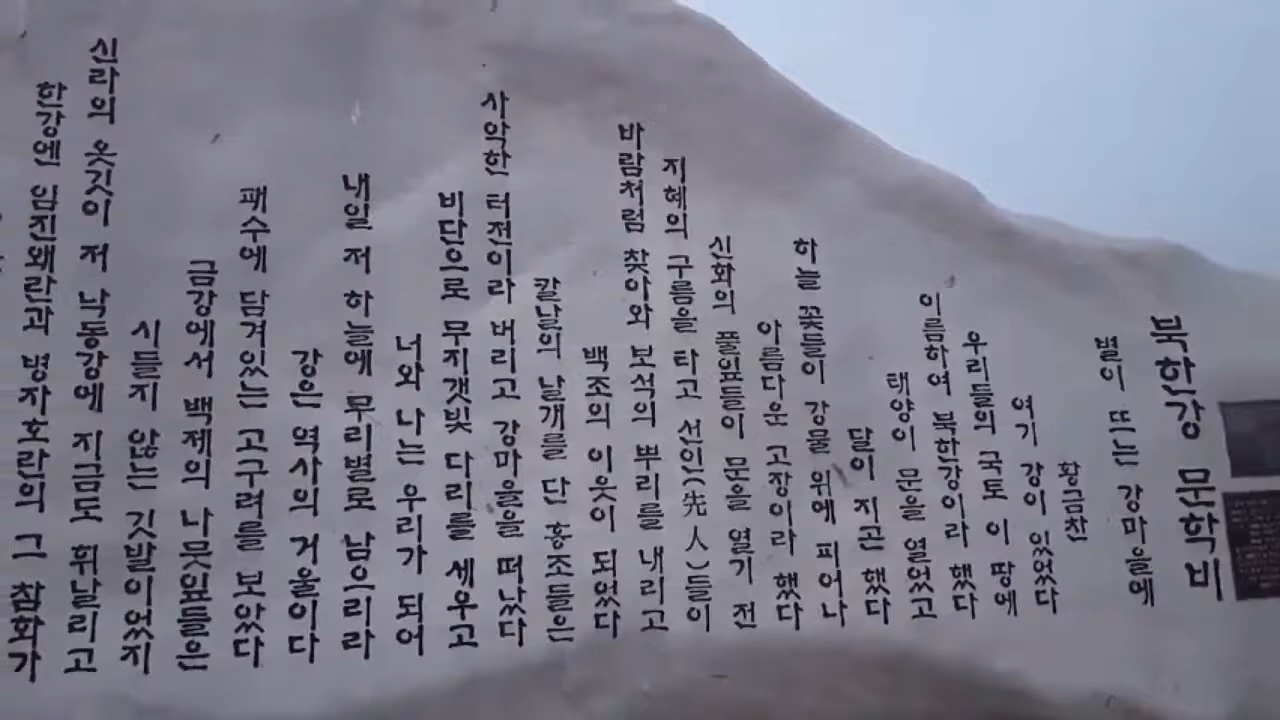 북한강 문학비
별이 뜨는 강마을에
황금찬
여기 강이 있었다
우리들의 국토 이 땅에
이름하여 북한강이라 했다
태양이 문을 열었고
달이 지곤 했다
하늘 꽃들이 강물 위에 피어나
아름다운 고장이라 했다
신화의 풀잎들이 문을 열기 전
지혜의 구름을 타고 선인(先人)들이
바람처럼 찾아와 보석의 뿌리를 내리고
백조의 이웃이 되었다
칼날의 날개를 단 흉조들은
사악한 터전이라 버리고 강마을을 떠났다
비단으로 무지갯빛 다리를 세우고
너와 나는 우리가 되어
내일 저 하늘에 무리별로 남으리라
강은 역사의 거울이다
패수에 담겨있는 고구려를 보았다
금강에서 백제의 나뭇잎들은
시들지 않는 깃발이었지
신라의 옷깃이 저 낙동강에 지금도 휘날리고
한강엔 임진왜란과 병자호란의 그 참화가